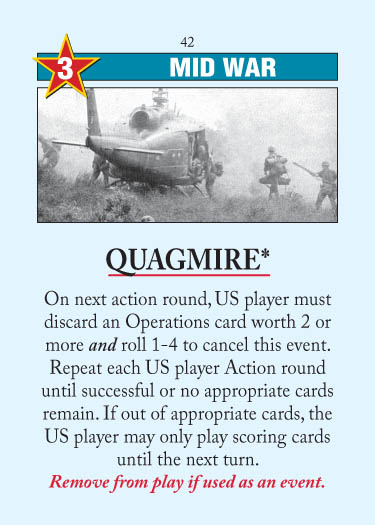 42
3 MID WAR
QUAGMIRE*
On next action round, US player must
discard an Operations card worth 2 or
more and roll 1-4 to cancel this event.
Repeat each US player Action round
until successful or no appropriate cards
remain. If out of appropriate cards, the
US player may only play scoring cards
until the next turn.
Remove from play if used as an event.